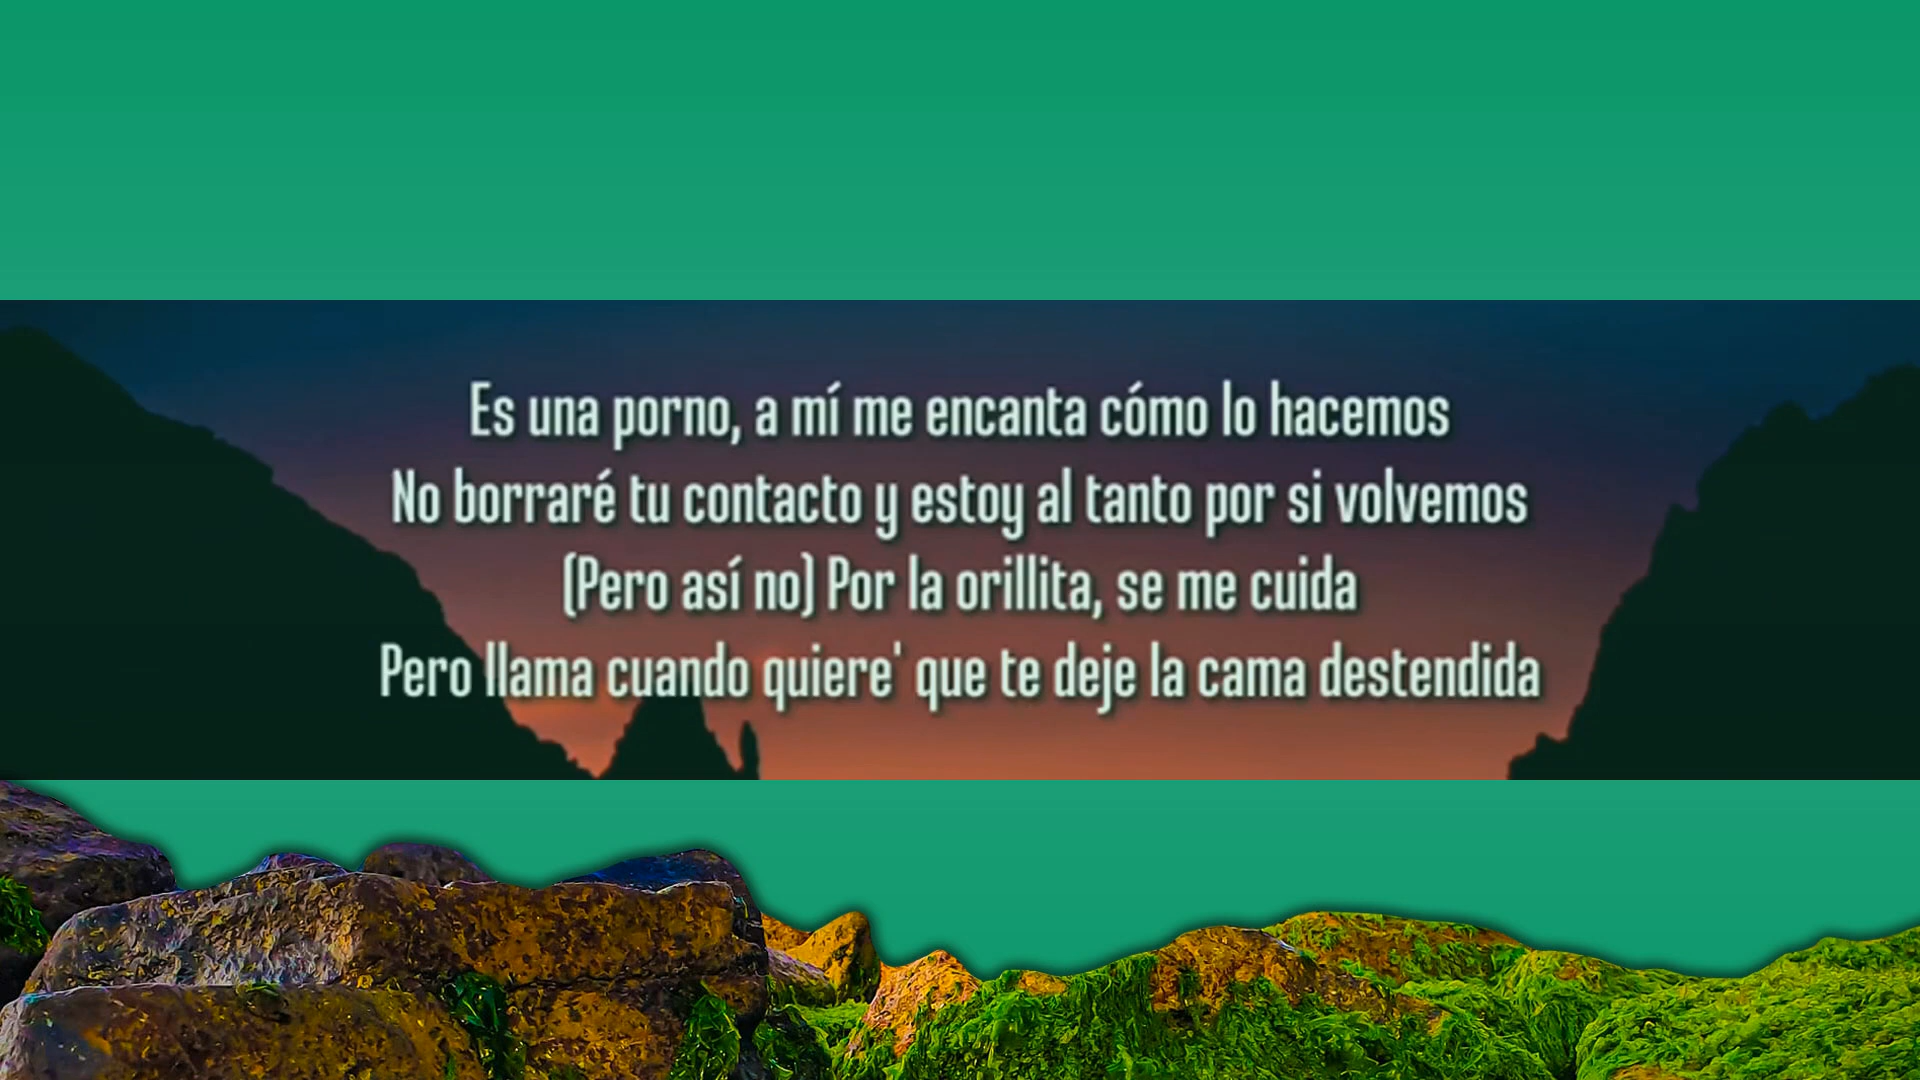 Es una porno, a mí me encanta cómo lo hacemos
No borraré tu contacto y estoy al tanto por si volvemos
(Pero así no) Por la orillita, se me cuida
Pero llama cuando quiere' que te deje la cama destendida